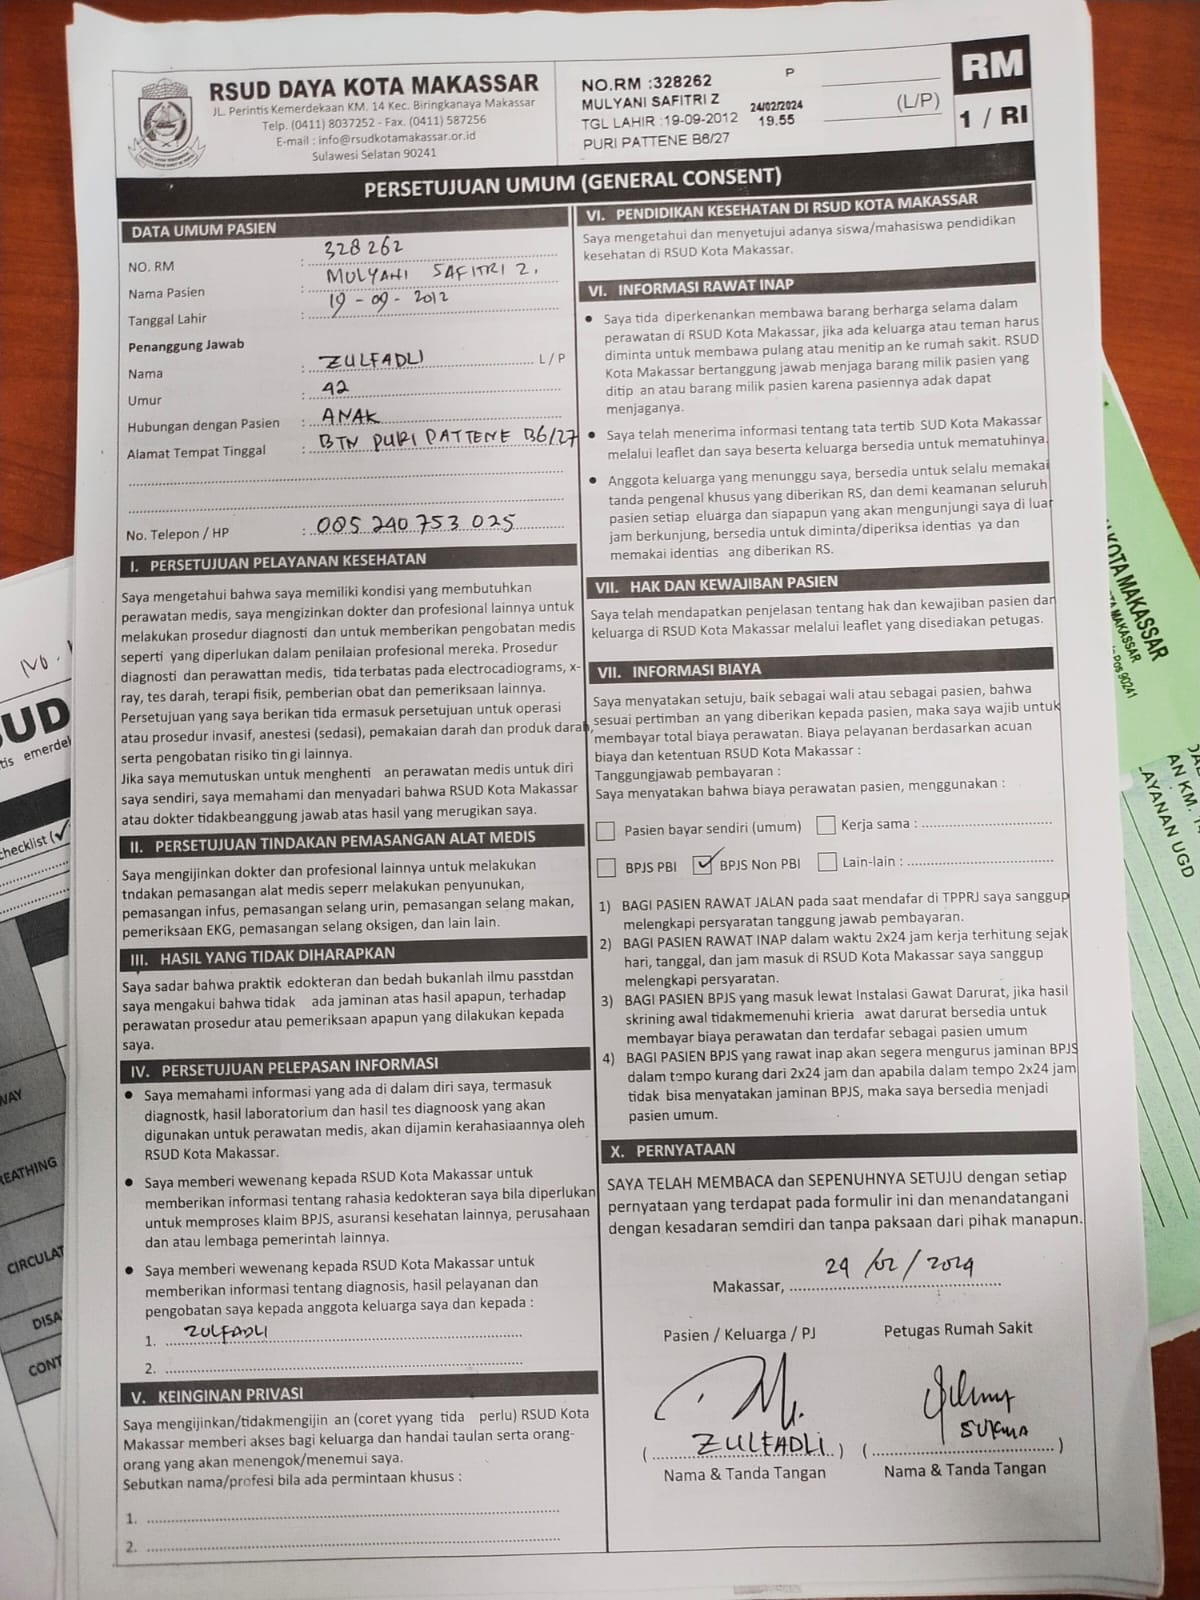 RSUD DAYA KOTA MAKASSAR
JL. Perintis Kemerdekaan KM. 14 Kec. Biringkanaya Makassar
Telp. (0411) 8037252 - Fax. (0411) 587256
E-mail : info@rsudkotamakassar.or.id
Sulawesi Selatan 90241
NO.RM :328262 P
MULYANI SAFITRI Z
TGL LAHIR :19-09-2012
PURI PATTENE B6/27
24/02/2024
19.55
(L/P)
RM
1 / RI
PERSETUJUAN UMUM (GENERAL CONSENT)
DATA UMUM PASIEN
NO. RM : 328262
Nama Pasien : MULYANI SAFITRI Z.
Tanggal Lahir : 19 - 09 - 2012
Penanggung Jawab
Nama : ZULFADLI L / P
Umur : 42
Hubungan dengan Pasien : ANAK
Alamat Tempat Tinggal : BTN PURI PATTENE B6/27
No. Telepon / HP : 085 240 753 025
I. PERSETUJUAN PELAYANAN KESEHATAN
Saya mengetahui bahwa saya memiliki kondisi yang membutuhkan
perawatan medis, saya mengizinkan dokter dan profesional lainnya untuk
melakukan prosedur diagnosti dan untuk memberikan pengobatan medis
seperti yang diperlukan dalam penilaian profesional mereka. Prosedur
diagnosti dan perawattan medis, tida terbatas pada electrocadiograms, x-
ray, tes darah, terapi fisik, pemberian obat dan pemeriksaan lainnya.
Persetujuan yang saya berikan tida ermasuk persetujuan untuk operasi
atau prosedur invasif, anestesi (sedasi), pemakaian darah dan produk darah,
serta pengobatan risiko tin gi lainnya.
Jika saya memutuskan untuk menghenti an perawatan medis untuk diri
saya sendiri, saya memahami dan menyadari bahwa RSUD Kota Makassar
atau dokter tidakbeanggung jawab atas hasil yang merugikan saya.
II. PERSETUJUAN TINDAKAN PEMASANGAN ALAT MEDIS
Saya mengijinkan dokter dan profesional lainnya untuk melakukan
tndakan pemasangan alat medis seperr melakukan penyunukan,
pemasangan infus, pemasangan selang urin, pemasangan selang makan,
pemeriksaan EKG, pemasangan selang oksigen, dan lain lain.
III. HASIL YANG TIDAK DIHARAPKAN
Saya sadar bahwa praktik edokteran dan bedah bukanlah ilmu passtdan
saya mengakui bahwa tidak ada jaminan atas hasil apapun, terhadap
perawatan prosedur atau pemeriksaan apapun yang dilakukan kepada
saya.
IV. PERSETUJUAN PELEPASAN INFORMASI
• Saya memahami informasi yang ada di dalam diri saya, termasuk
diagnostk, hasil laboratorium dan hasil tes diagnoosk yang akan
digunakan untuk perawatan medis, akan dijamin kerahasiaannya oleh
RSUD Kota Makassar.
• Saya memberi wewenang kepada RSUD Kota Makassar untuk
memberikan informasi tentang rahasia kedokteran saya bila diperlukan
untuk memproses klaim BPJS, asuransi kesehatan lainnya, perusahaan
dan atau lembaga pemerintah lainnya.
• Saya memberi wewenang kepada RSUD Kota Makassar untuk
memberikan informasi tentang diagnosis, hasil pelayanan dan
pengobatan saya kepada anggota keluarga saya dan kepada :
1. ZULFADLI
2.
V. KEINGINAN PRIVASI
Saya mengijinkan/tidakmengijin an (coret yyang tida perlu) RSUD Kota
Makassar memberi akses bagi keluarga dan handai taulan serta orang-
orang yang akan menengok/menemui saya.
Sebutkan nama/profesi bila ada permintaan khusus :
1.
2.
VI. PENDIDIKAN KESEHATAN DI RSUD KOTA MAKASSAR
Saya mengetahui dan menyetujui adanya siswa/mahasiswa pendidikan
kesehatan di RSUD Kota Makassar.
VI. INFORMASI RAWAT INAP
• Saya tida diperkenankan membawa barang berharga selama dalam
perawatan di RSUD Kota Makassar, jika ada keluarga atau teman harus
diminta untuk membawa pulang atau menitip an ke rumah sakit. RSUD
Kota Makassar bertanggung jawab menjaga barang milik pasien yang
ditip an atau barang milik pasien karena pasiennya adak dapat
menjaganya.
• Saya telah menerima informasi tentang tata tertib SUD Kota Makassar
melalui leaflet dan saya beserta keluarga bersedia untuk mematuhinya.
• Anggota keluarga yang menunggu saya, bersedia untuk selalu memakai
tanda pengenal khusus yang diberikan RS, dan demi keamanan seluruh
pasien setiap eluarga dan siapapun yang akan mengunjungi saya di luar
jam berkunjung, bersedia untuk diminta/diperiksa identias ya dan
memakai identias ang diberikan RS.
VII. HAK DAN KEWAJIBAN PASIEN
Saya telah mendapatkan penjelasan tentang hak dan kewajiban pasien dan
keluarga di RSUD Kota Makassar melalui leaflet yang disediakan petugas.
VII. INFORMASI BIAYA
Saya menyatakan setuju, baik sebagai wali atau sebagai pasien, bahwa
sesuai pertimban an yang diberikan kepada pasien, maka saya wajib untuk
membayar total biaya perawatan. Biaya pelayanan berdasarkan acuan
biaya dan ketentuan RSUD Kota Makassar :
Tanggungjawab pembayaran :
Saya menyatakan bahwa biaya perawatan pasien, menggunakan :
Pasien bayar sendiri (umum) Kerja sama :
BPJS PBI ✓ BPJS Non PBI Lain-lain :
1) BAGI PASIEN RAWAT JALAN pada saat mendafar di TPPRJ saya sanggup
melengkapi persyaratan tanggung jawab pembayaran.
2) BAGI PASIEN RAWAT INAP dalam waktu 2x24 jam kerja terhitung sejak
hari, tanggal, dan jam masuk di RSUD Kota Makassar saya sanggup
melengkapi persyaratan.
3) BAGI PASIEN BPJS yang masuk lewat Instalasi Gawat Darurat, jika hasil
skrining awal tidakmemenuhi krieria awat darurat bersedia untuk
membayar biaya perawatan dan terdafar sebagai pasien umum
4) BAGI PASIEN BPJS yang rawat inap akan segera mengurus jaminan BPJS
dalam tempo kurang dari 2x24 jam dan apabila dalam tempo 2x24 jam
tidak bisa menyatakan jaminan BPJS, maka saya bersedia menjadi
pasien umum.
X. PERNYATAAN
SAYA TELAH MEMBACA dan SEPENUHNYA SETUJU dengan setiap
pernyataan yang terdapat pada formulir ini dan menandatangani
dengan kesadaran semdiri dan tanpa paksaan dari pihak manapun.
Makassar, 24 /02 / 2024
Pasien / Keluarga / PJ Petugas Rumah Sakit
( ZULFADLI ) ( SUKMA )
Nama & Tanda Tangan Nama & Tanda Tangan
No.
SUD
checklist (✓
BREATHING
CIRCULAT
DISA
CONT
KOTA MAKASSAR
MAKASSAR
Pos 90241
AN KM.
LAYANAN UGD